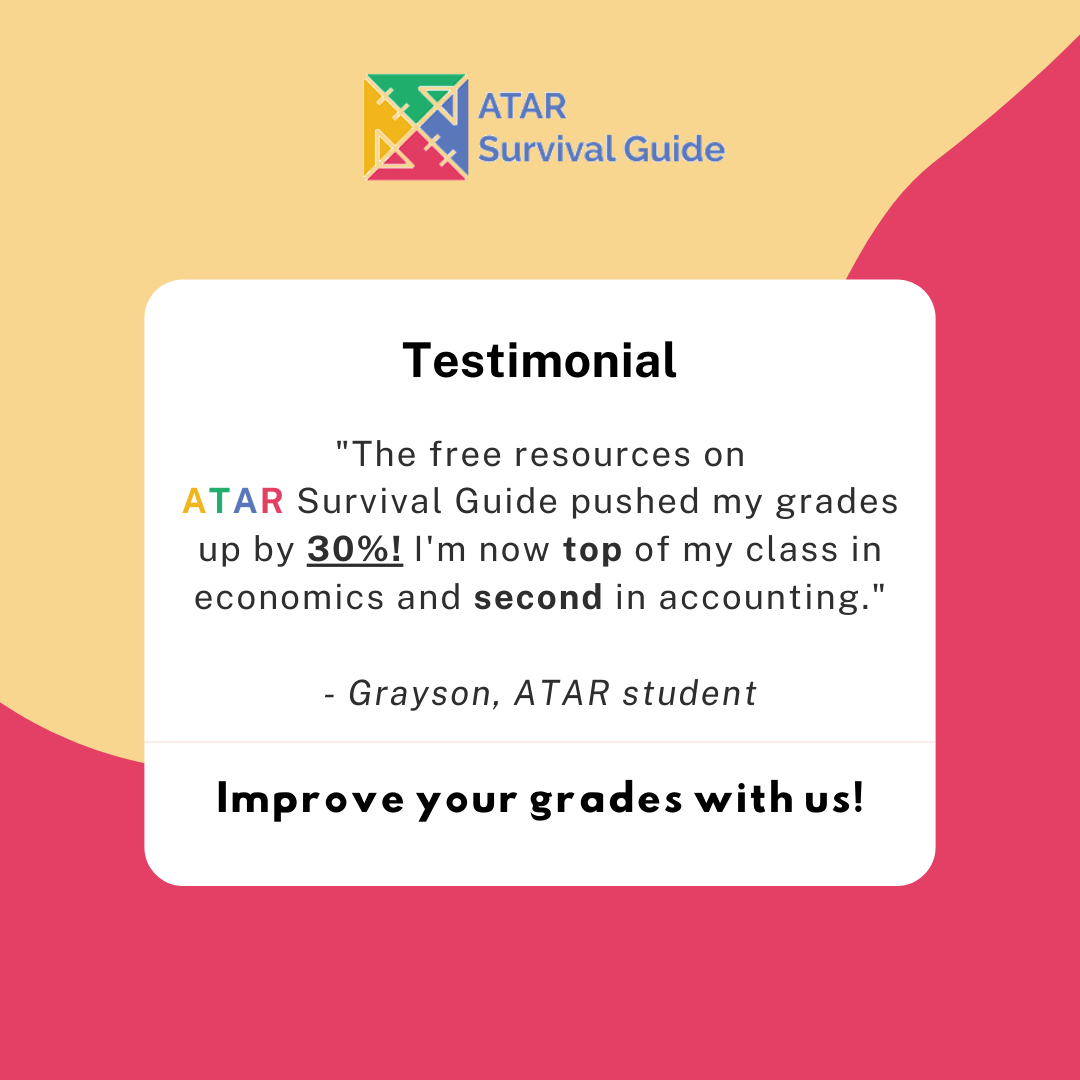 ATAR
Survival Guide
Testimonial
"The free resources on
ATAR Survival Guide pushed my grades
up by 30%! I'm now top of my class in
economics and second in accounting."
- Grayson, ATAR student
Improve your grades with us!